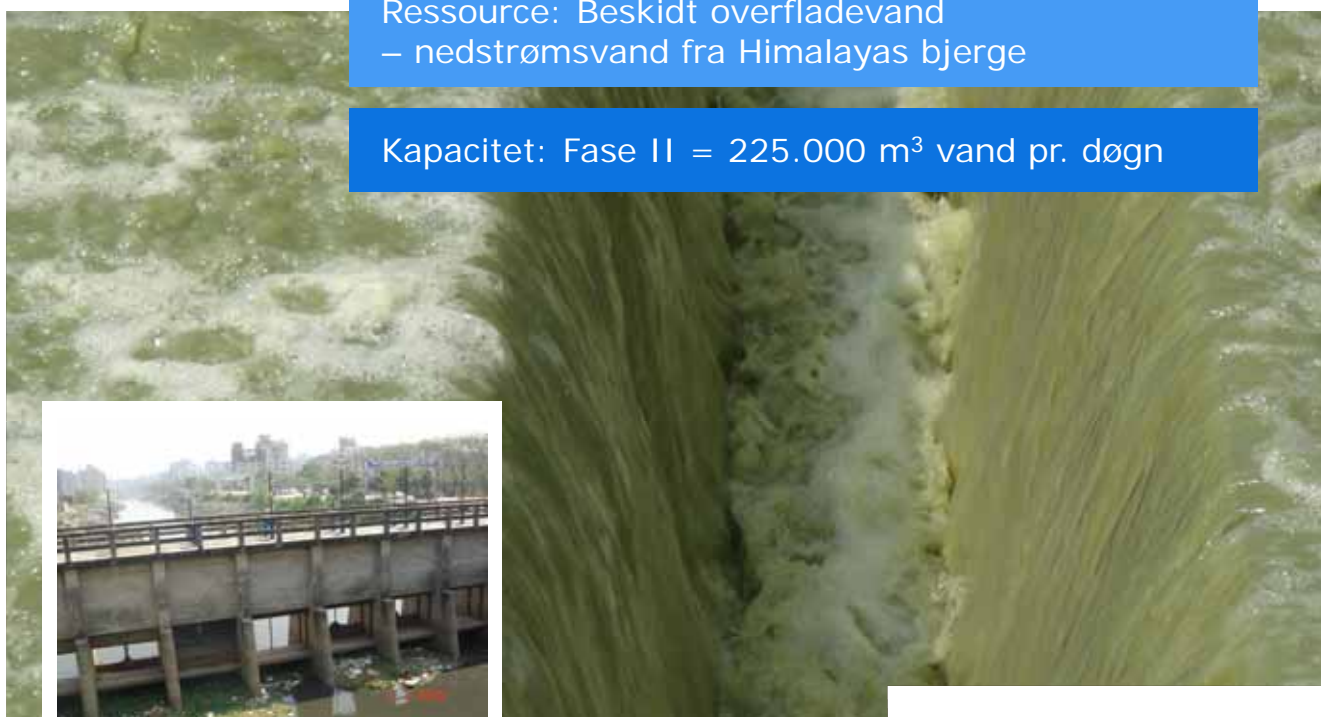 Ressource: Beskidt overfladevand
– nedstrømsvand fra Himalayas bjerge
Kapacitet: Fase II = 225.000 m³ vand pr. døgn